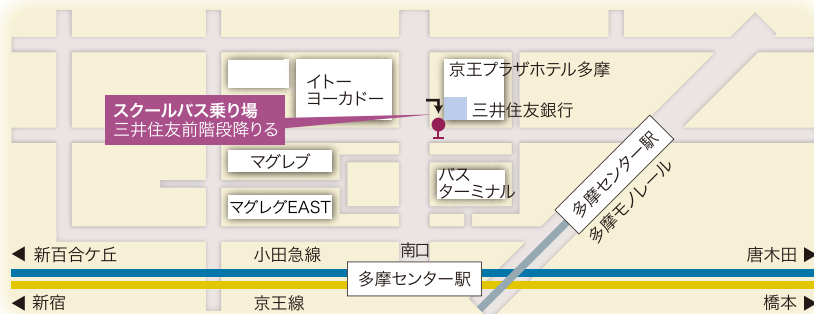 京王プラザホテル多摩
イトー
ヨーカドー
スクールバス乗り場
三井住友前階段降りる
三井住友銀行
マグレブ
バス
ターミナル
マグレグEAST
多摩センター駅
多摩モノレール
新百合ケ丘
小田急線
南口
唐木田
多摩センター駅
新宿
京王線
橋本